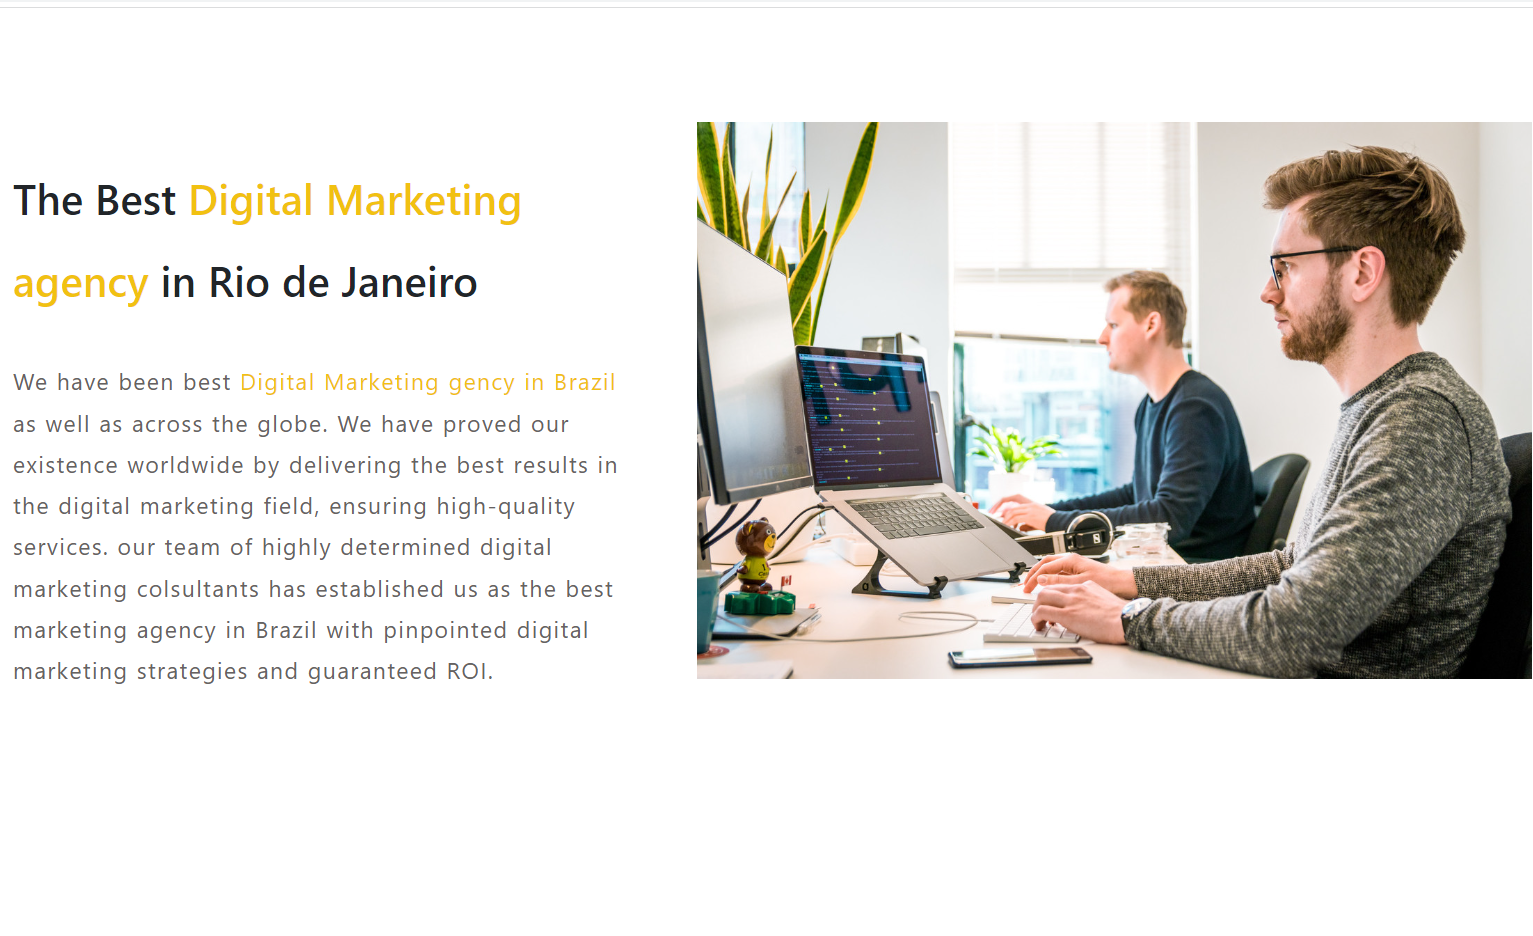 The Best Digital Marketing
agency in Rio de Janeiro
We have been best Digital Marketing gency in Brazil
as well as across the globe. We have proved our
existence worldwide by delivering the best results in
the digital marketing field, ensuring high-quality
services. our team of highly determined digital
marketing colsultants has established us as the best
marketing agency in Brazil with pinpointed digital
marketing strategies and guaranteed ROI.